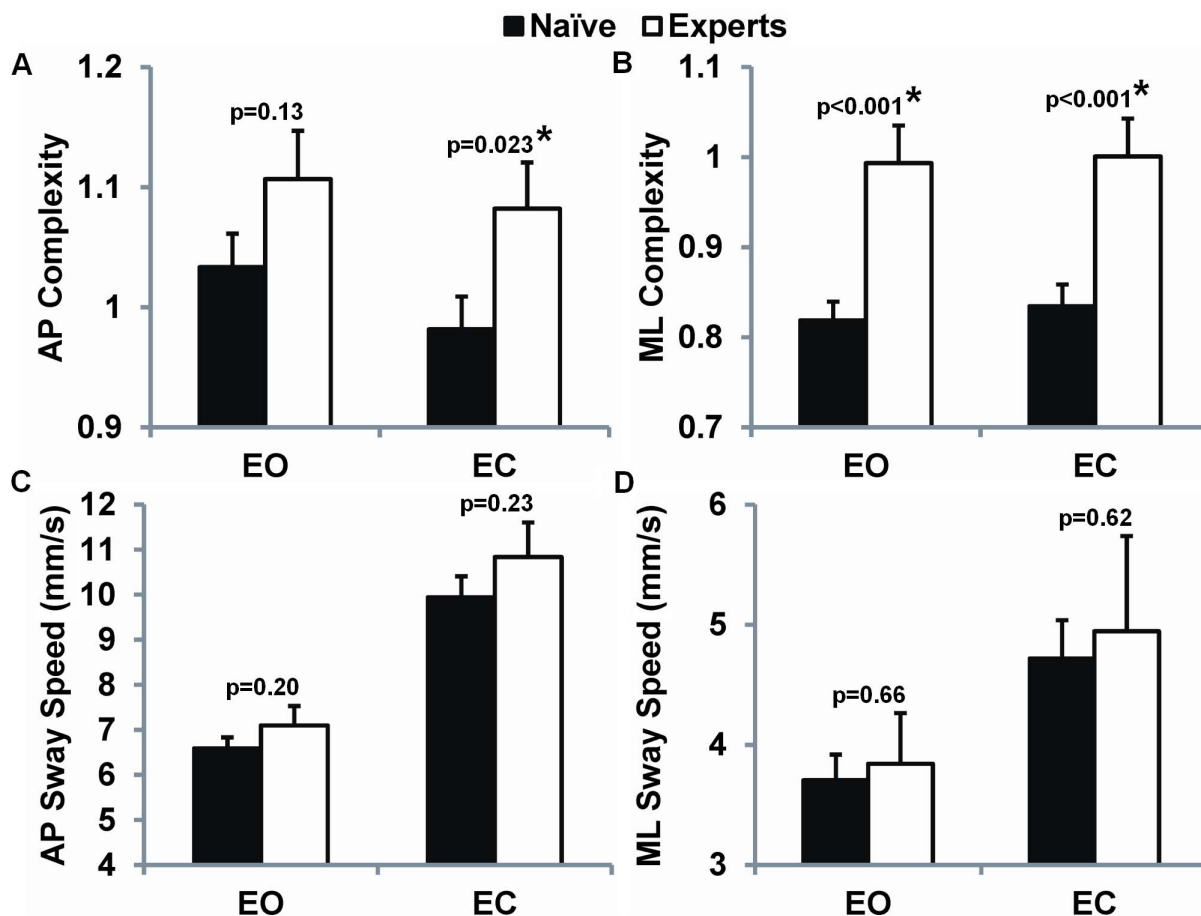 Naïve Experts
A
AP Complexity
1.2
1.1
1
0.9
p=0.13
p=0.023*
EO EC
B
ML Complexity
1.1
1
0.9
0.8
0.7
p<0.001*
p<0.001*
EO EC
C
AP Sway Speed (mm/s)
12
11
10
9
8
7
6
5
4
p=0.20
p=0.23
EO EC
D
ML Sway Speed (mm/s)
6
5
4
3
p=0.66
p=0.62
EO EC